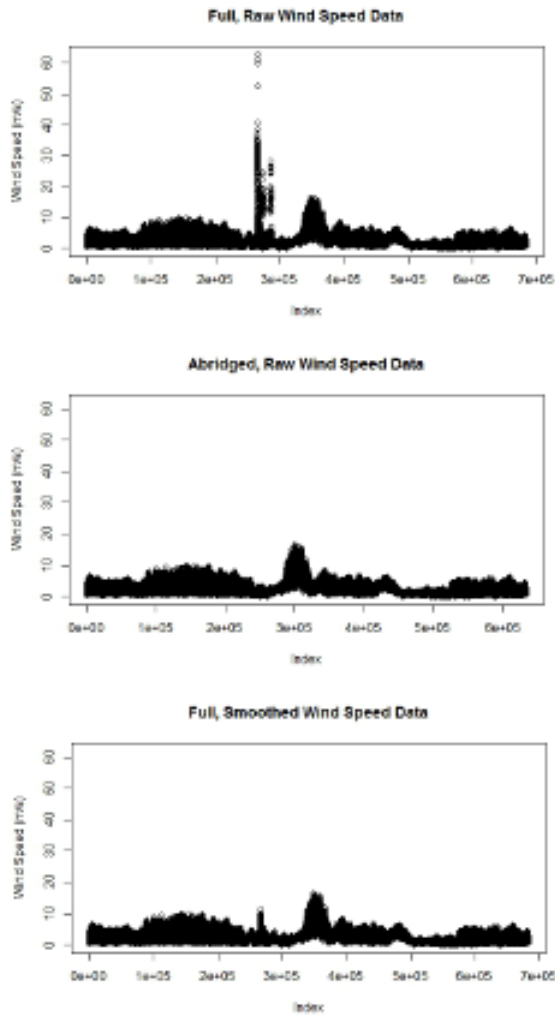 Full, Raw Wind Speed Data
Wind Speed (m/s)
60
50
40
30
20
10
0
0e+00 1e+05 2e+05 3e+05 4e+05 5e+05 6e+05 7e+05
Index
Abridged, Raw Wind Speed Data
Wind Speed (m/s)
60
50
40
30
20
10
0
0e+00 1e+05 2e+05 3e+05 4e+05 5e+05 6e+05
Index
Full, Smoothed Wind Speed Data
Wind Speed (m/s)
60
50
40
30
20
10
0
0e+00 1e+05 2e+05 3e+05 4e+05 5e+05 6e+05 7e+05
Index